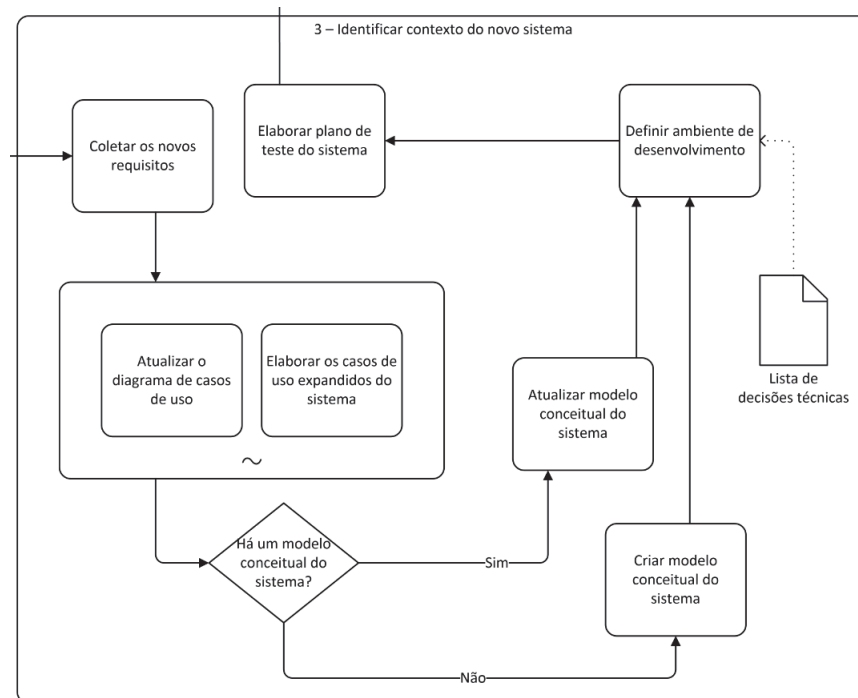 3 – Identificar contexto do novo sistema
Coletar os novos
requisitos
Elaborar plano de
teste do sistema
Definir ambiente de
desenvolvimento
Atualizar o
diagrama de casos
de uso
Elaborar os casos de
uso expandidos do
sistema
Atualizar modelo
conceitual do
sistema
Lista de
decisões técnicas
Há um modelo
conceitual do
sistema?
Sim
Criar modelo
conceitual do
sistema
Não